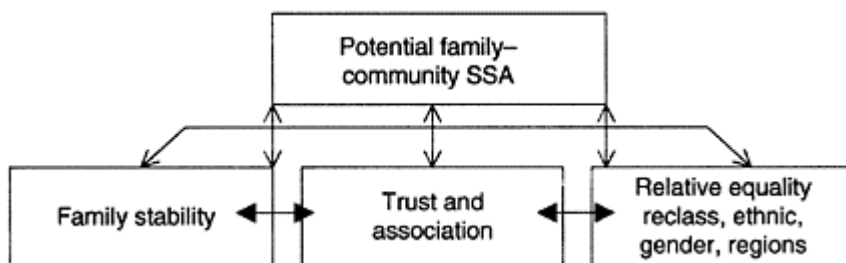 Potential family–
community SSA
Family stability
Trust and
association
Relative equality
reclass, ethnic,
gender, regions